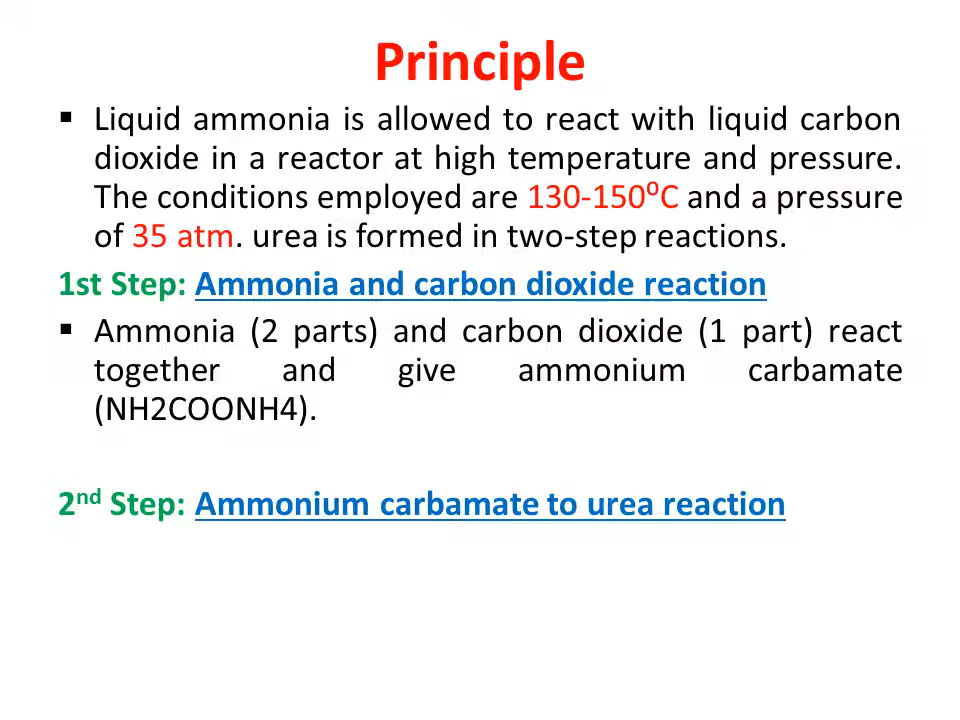 Principle
▪ Liquid ammonia is allowed to react with liquid carbon
dioxide in a reactor at high temperature and pressure.
The conditions employed are 130-150⁰C and a pressure
of 35 atm. urea is formed in two-step reactions.
1st Step: Ammonia and carbon dioxide reaction
▪ Ammonia (2 parts) and carbon dioxide (1 part) react
together and give ammonium carbamate
(NH2COONH4).
2nd Step: Ammonium carbamate to urea reaction